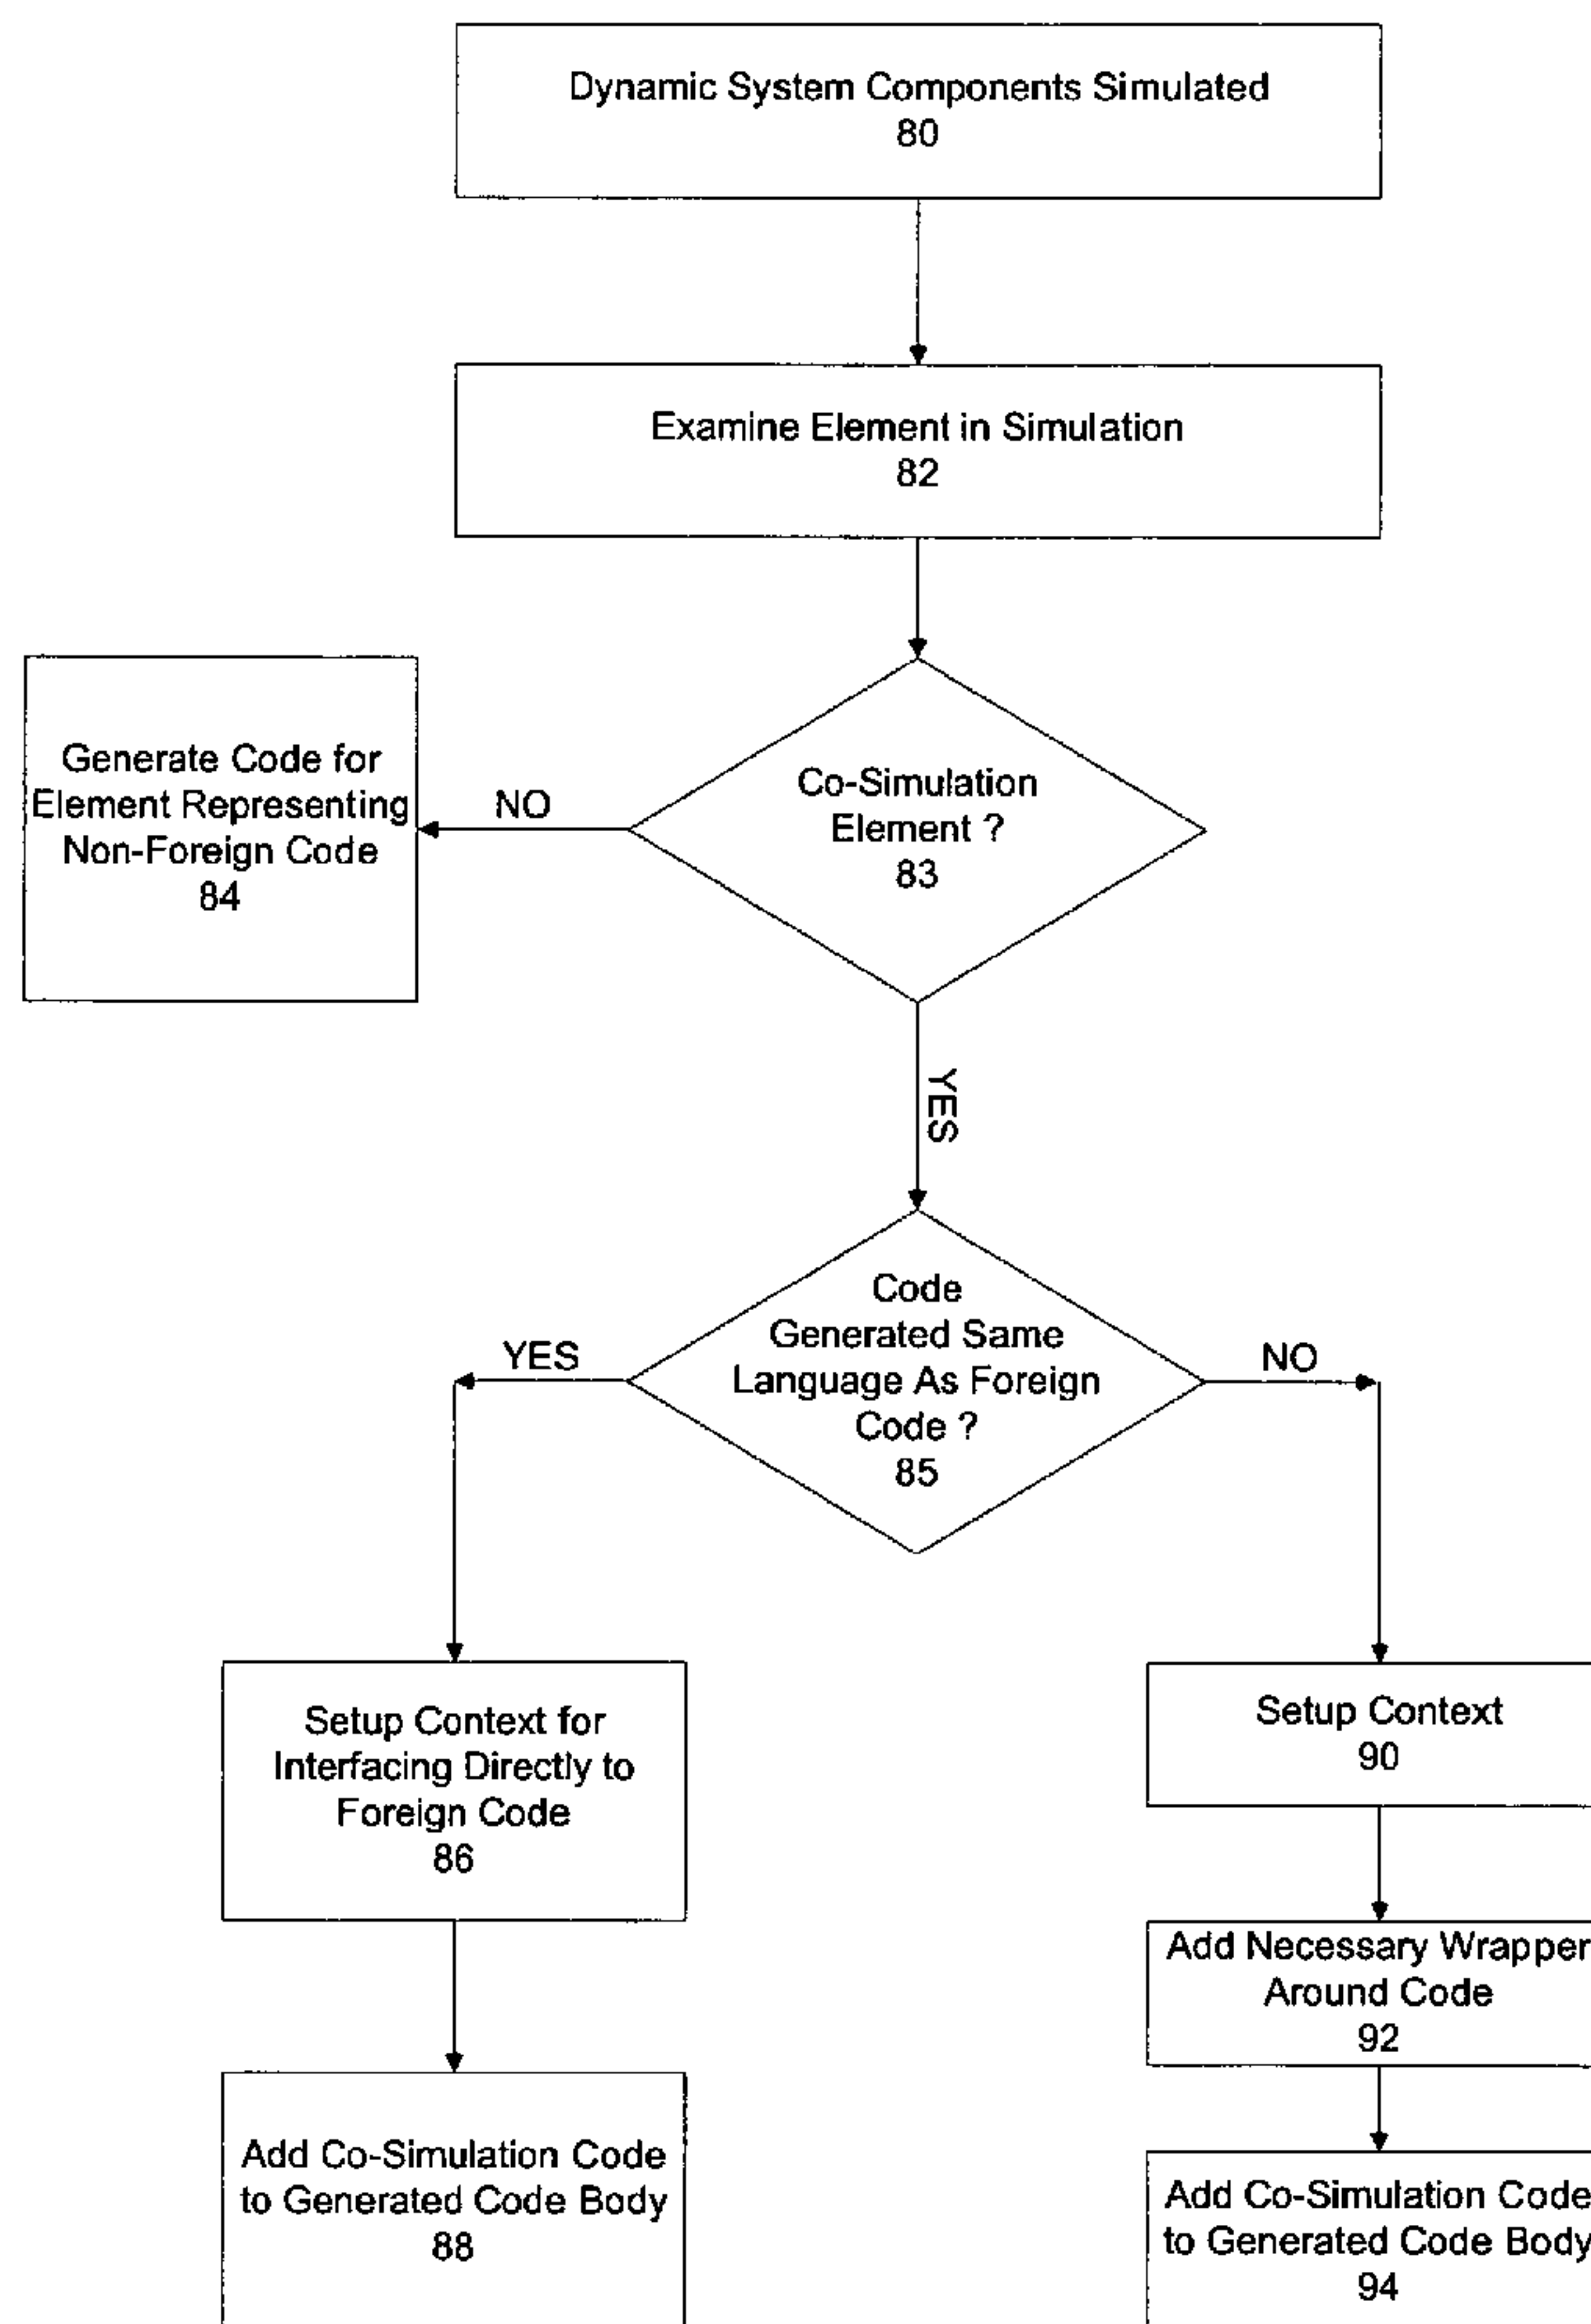 Dynamic System Components Simulated
80
Examine Element in Simulation
82
Generate Code for
Element Representing
Non-Foreign Code
84
NO
Co-Simulation
Element ?
83
YES
Code
Generated Same
Language As Foreign
Code ?
85
YES
NO
Setup Context for
Interfacing Directly to
Foreign Code
86
Setup Context
90
Add Necessary Wrapper
Around Code
92
Add Co-Simulation Code
to Generated Code Body
88
Add Co-Simulation Code
to Generated Code Body
94